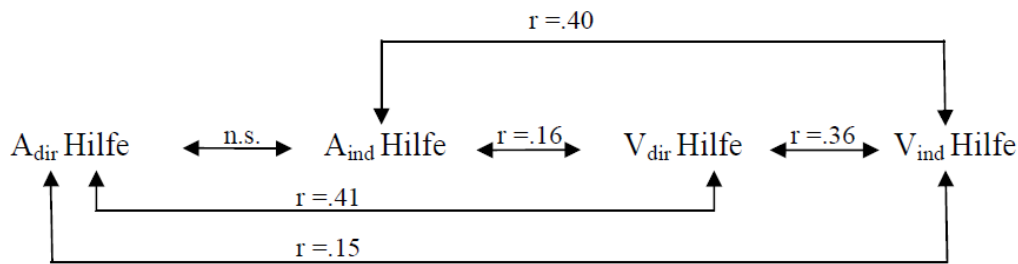 r =.40
A_dir Hilfe n.s. A_ind Hilfe r =.16 V_dir Hilfe r =.36 V_ind Hilfe
r =.41
r =.15